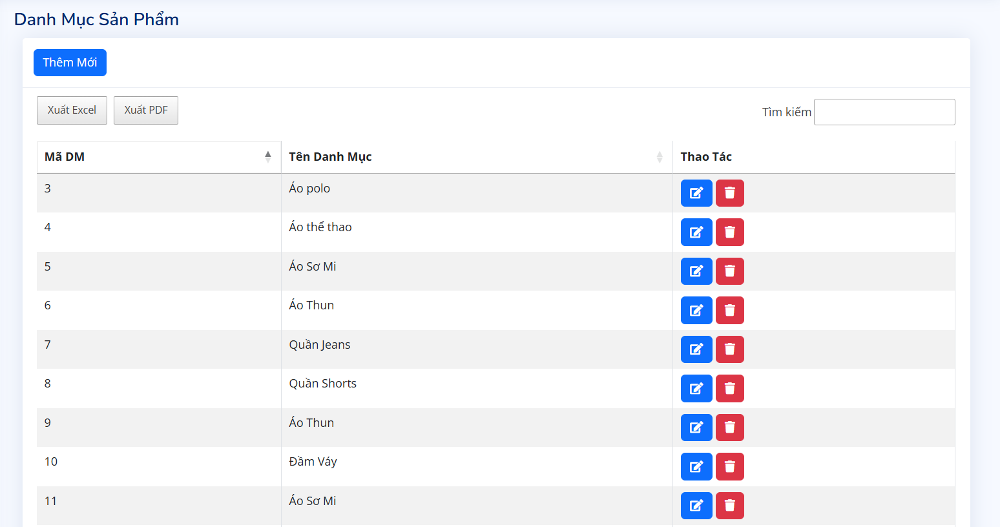 Danh Mục Sản Phẩm
Thêm Mới
Xuất Excel Xuất PDF Tìm kiếm
Mã DM Tên Danh Mục Thao Tác
3 Áo polo
4 Áo thể thao
5 Áo Sơ Mi
6 Áo Thun
7 Quần Jeans
8 Quần Shorts
9 Áo Thun
10 Đầm Váy
11 Áo Sơ Mi